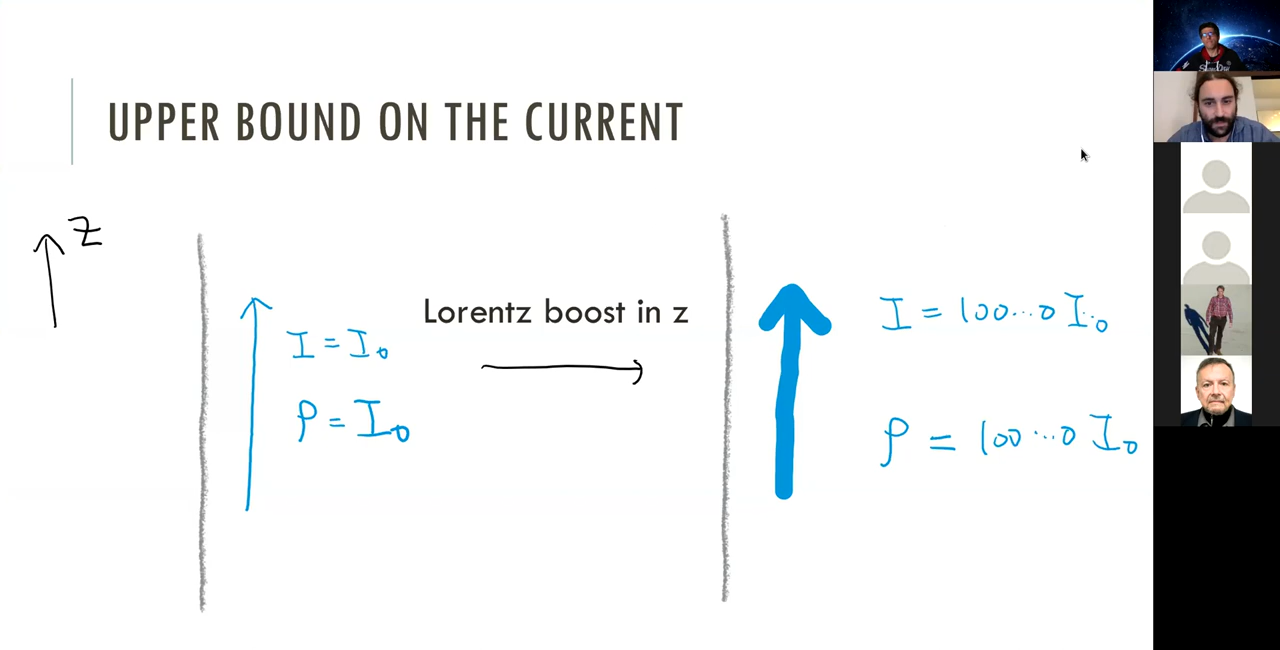 UPPER BOUND ON THE CURRENT
Z
Lorentz boost in z
I = I₀
ρ = I₀
I = 100...0 I₀
ρ = 100...0 I₀